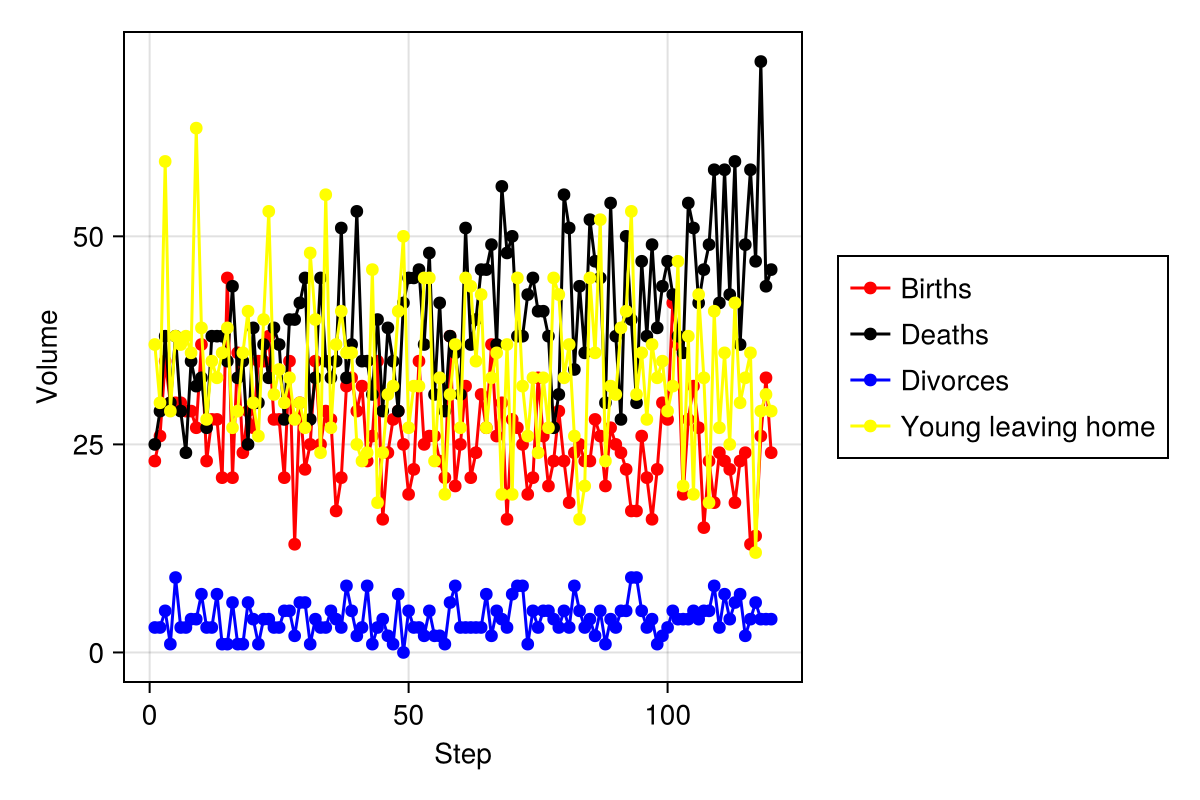 Volume
50
25
0
0
50
100
Step
Births
Deaths
Divorces
Young leaving home